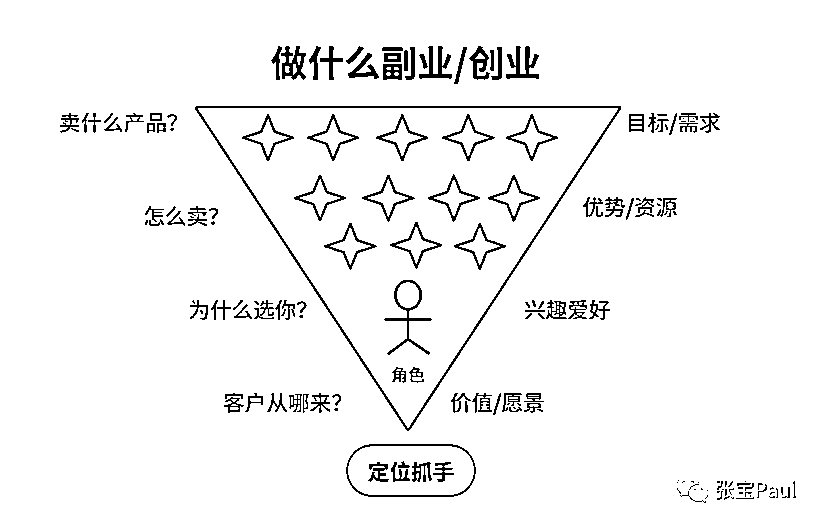 做什么副业/创业
卖什么产品？
目标/需求
怎么卖？
优势/资源
为什么选你？
兴趣爱好
角色
客户从哪来？
价值/愿景
定位抓手
张宝Paul